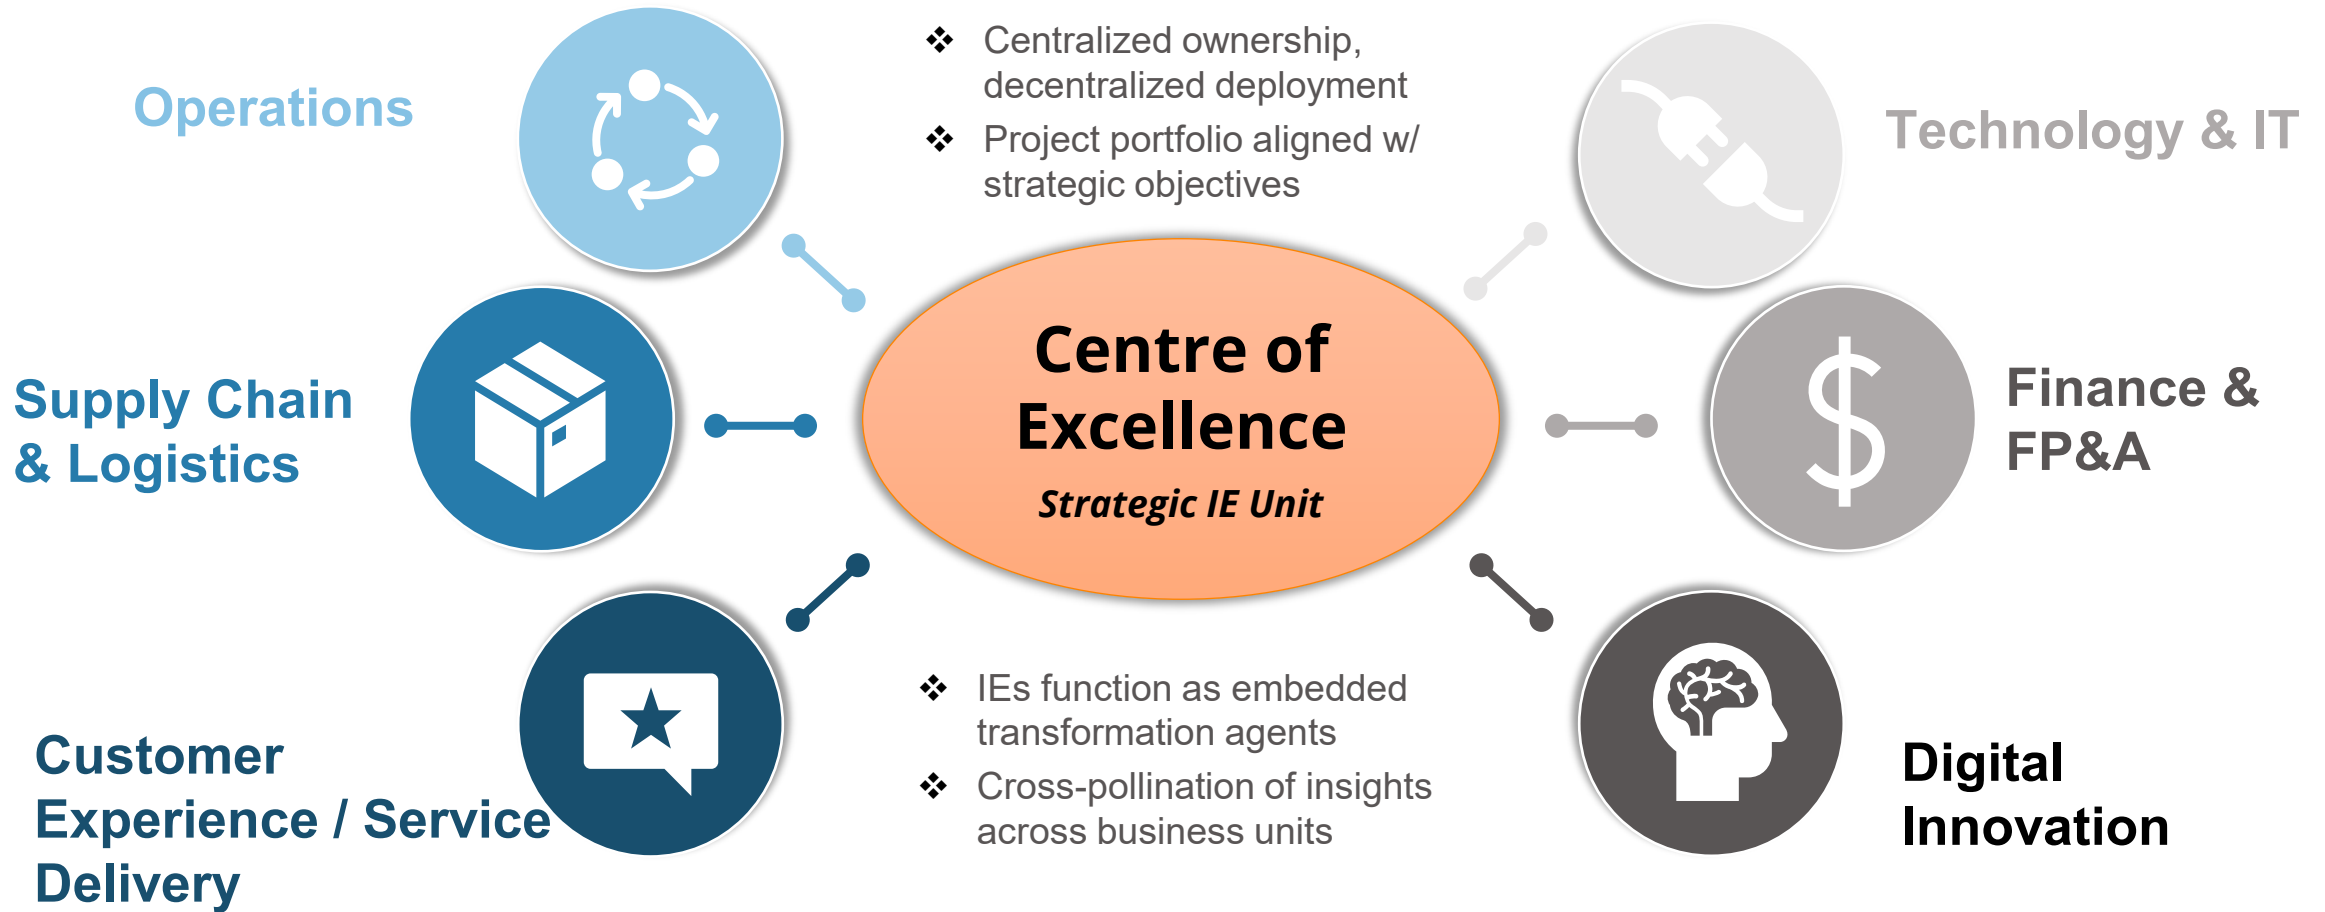 Operations
Centralized ownership,
decentralized deployment
Project portfolio aligned w/
strategic objectives
Technology & IT
Supply Chain
& Logistics
Centre of
Excellence
Strategic IE Unit
Finance &
FP&A
Customer
Experience / Service
Delivery
IEs function as embedded
transformation agents
Cross-pollination of insights
across business units
Digital
Innovation